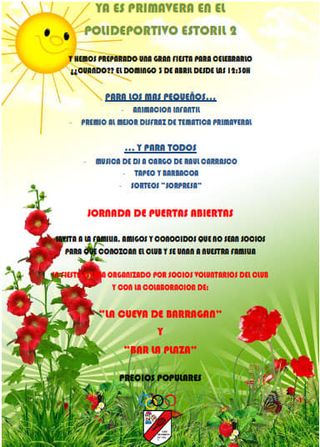 YA ES PRIMAVERA EN EL
POLIDEPORTIVO ESTORIL 2
Y HEMOS PREPARADO UNA GRAN FIESTA PARA CELEBRARLO
¿¿CUANDO?? EL DOMINGO 3 DE ABRIL DESDE LAS 12:30H
PARA LOS MAS PEQUEÑOS...
- ANIMACION INFANTIL
- PREMIO AL MEJOR DISFRAZ DE TEMATICA PRIMAVERAL
... Y PARA TODOS
- MUSICA DE DJ A CARGO DE RAUL CARRASCO
- TAPEO Y BARBACOA
- SORTEOS "SORPRESA"
JORNADA DE PUERTAS ABIERTAS
INVITA A LA FAMILIA, AMIGOS Y CONOCIDOS QUE NO SEAN SOCIOS
PARA QUE CONOZCAN EL CLUB Y SE UNAN A NUESTRA FAMILIA
LA FIESTA ORGANIZADO POR SOCIOS VOLUNTARIOS DEL CLUB
Y CON LA COLABORACION DE:
"LA CUEVA DE BARRAGAN"
Y
"BAR LA PLAZA"
PRECIOS POPULARES